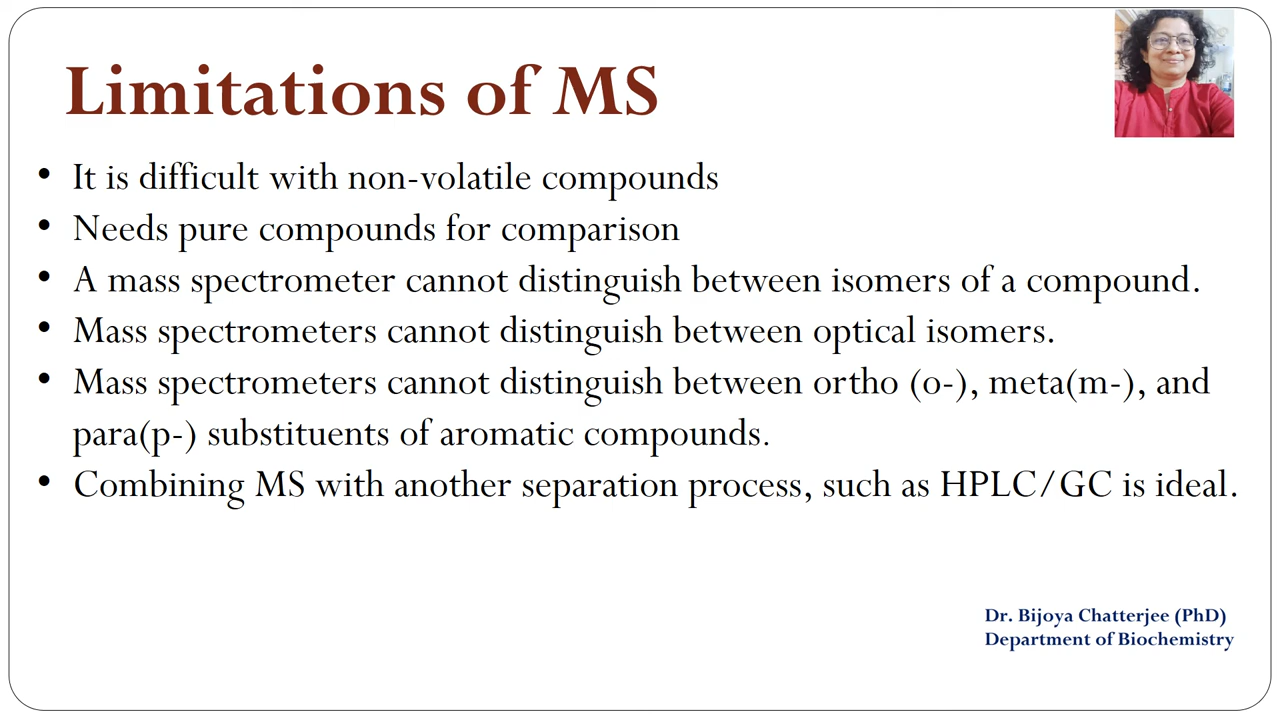 Limitations of MS
• It is difficult with non-volatile compounds
• Needs pure compounds for comparison
• A mass spectrometer cannot distinguish between isomers of a compound.
• Mass spectrometers cannot distinguish between optical isomers.
• Mass spectrometers cannot distinguish between ortho (o-), meta(m-), and
para(p-) substituents of aromatic compounds.
• Combining MS with another separation process, such as HPLC/GC is ideal.
Dr. Bijoya Chatterjee (PhD)
Department of Biochemistry